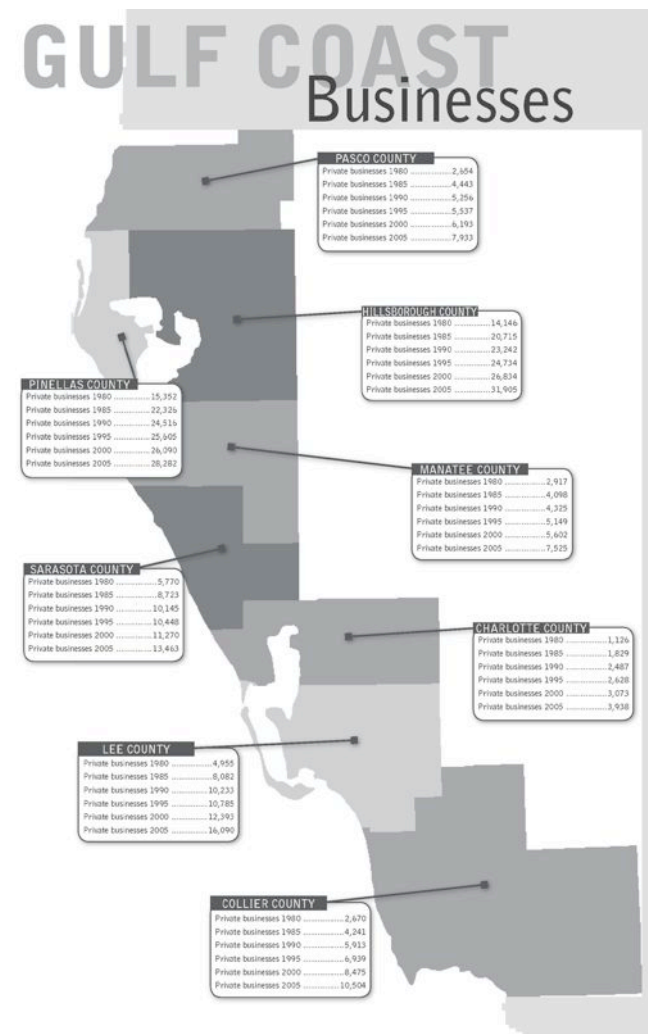 GULF COAST
Businesses
PASCO COUNTY
Private businesses 1980 ................2,654
Private businesses 1985 ................4,443
Private businesses 1990 ................5,256
Private businesses 1995 ................5,537
Private businesses 2000 ................6,193
Private businesses 2005 ................7,933
HILLSBOROUGH COUNTY
Private businesses 1980 ..............14,146
Private businesses 1985 ..............20,715
Private businesses 1990 ..............23,242
Private businesses 1995 ..............24,734
Private businesses 2000 ..............26,834
Private businesses 2005 ..............31,905
PINELLAS COUNTY
Private businesses 1980 ..............15,352
Private businesses 1985 ..............22,326
Private businesses 1990 ..............24,516
Private businesses 1995 ..............25,605
Private businesses 2000 ..............26,090
Private businesses 2005 ..............28,282
MANATEE COUNTY
Private businesses 1980 ................2,917
Private businesses 1985 ................4,098
Private businesses 1990 ................4,325
Private businesses 1995 ................5,149
Private businesses 2000 ................5,602
Private businesses 2005 ................7,525
SARASOTA COUNTY
Private businesses 1980 ................5,770
Private businesses 1985 ................8,723
Private businesses 1990 ..............10,145
Private businesses 1995 ..............10,448
Private businesses 2000 ..............11,270
Private businesses 2005 ..............13,463
CHARLOTTE COUNTY
Private businesses 1980 ................1,126
Private businesses 1985 ................1,829
Private businesses 1990 ................2,487
Private businesses 1995 ................2,628
Private businesses 2000 ................3,073
Private businesses 2005 ................3,938
LEE COUNTY
Private businesses 1980 ................4,955
Private businesses 1985 ................8,082
Private businesses 1990 ..............10,233
Private businesses 1995 ..............10,785
Private businesses 2000 ..............12,393
Private businesses 2005 ..............16,090
COLLIER COUNTY
Private businesses 1980 ................2,670
Private businesses 1985 ................4,241
Private businesses 1990 ................5,913
Private businesses 1995 ................6,939
Private businesses 2000 ................8,475
Private businesses 2005 ..............10,504